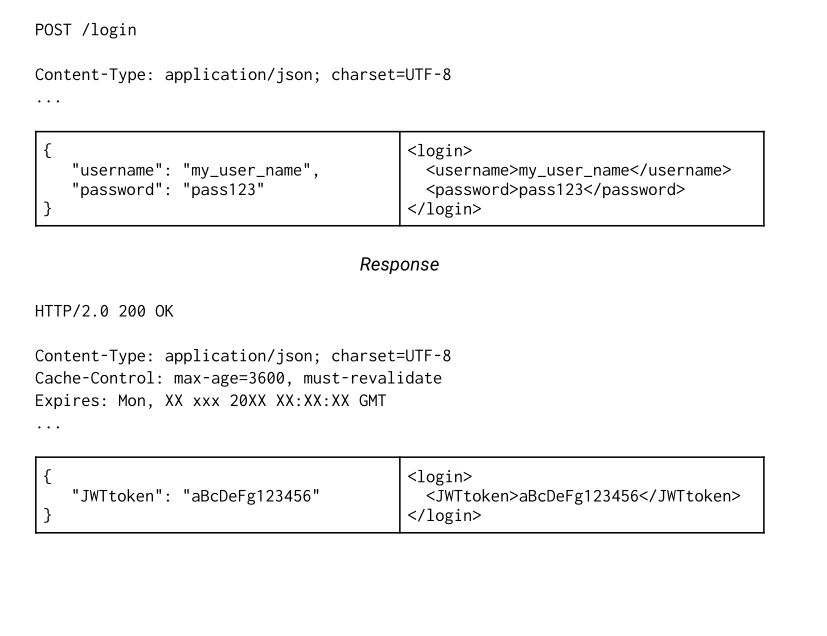 POST /login
Content-Type: application/json; charset=UTF-8
...
{
"username": "my_user_name",
"password": "pass123"
}
<login>
<username>my_user_name</username>
<password>pass123</password>
</login>
Response
HTTP/2.0 200 OK
Content-Type: application/json; charset=UTF-8
Cache-Control: max-age=3600, must-revalidate
Expires: Mon, XX xxx 20XX XX:XX:XX GMT
...
{
"JWTtoken": "aBcDeFg123456"
}
<login>
<JWTtoken>aBcDeFg123456</JWTtoken>
</login>